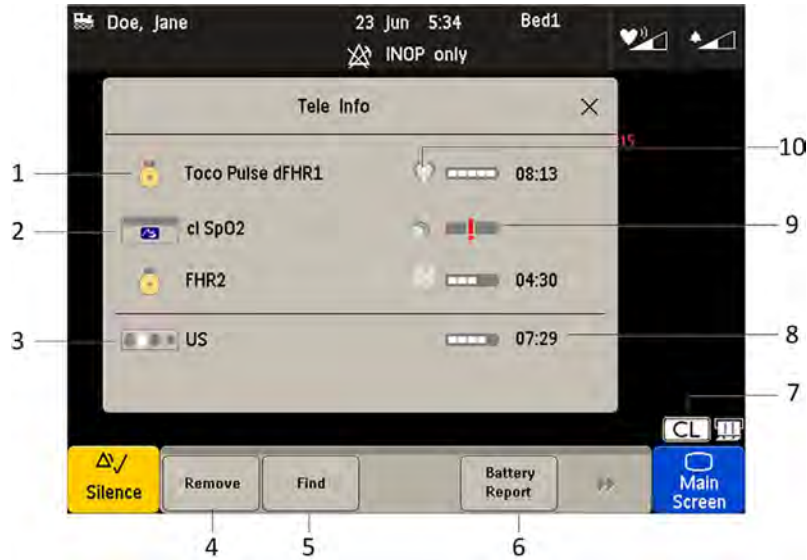 Doe, Jane 23 Jun 5:34 Bed1
INOP only
Tele Info
15
10
1 Toco Pulse dFHR1 08:13
2 cl SpO2 ! 9
FHR2 04:30
3 US 07:29 8
7
CL
Silence Remove Find Battery Report Main Screen
4 5 6